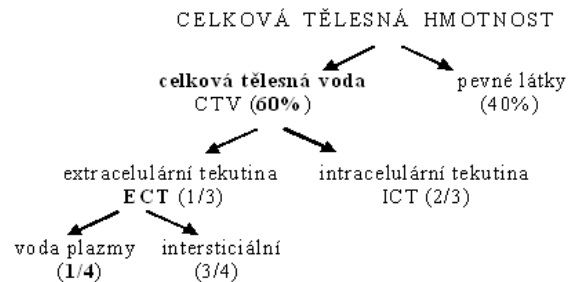 CELKOVÁ TĚLESNÁ HMOTNOST
celková tělesná voda
CTV (60%)
pevné látky
(40%)
extracelulární tekutina
ECT (1/3)
intracelulární tekutina
ICT (2/3)
voda plazmy
(1/4)
intersticiální
(3/4)